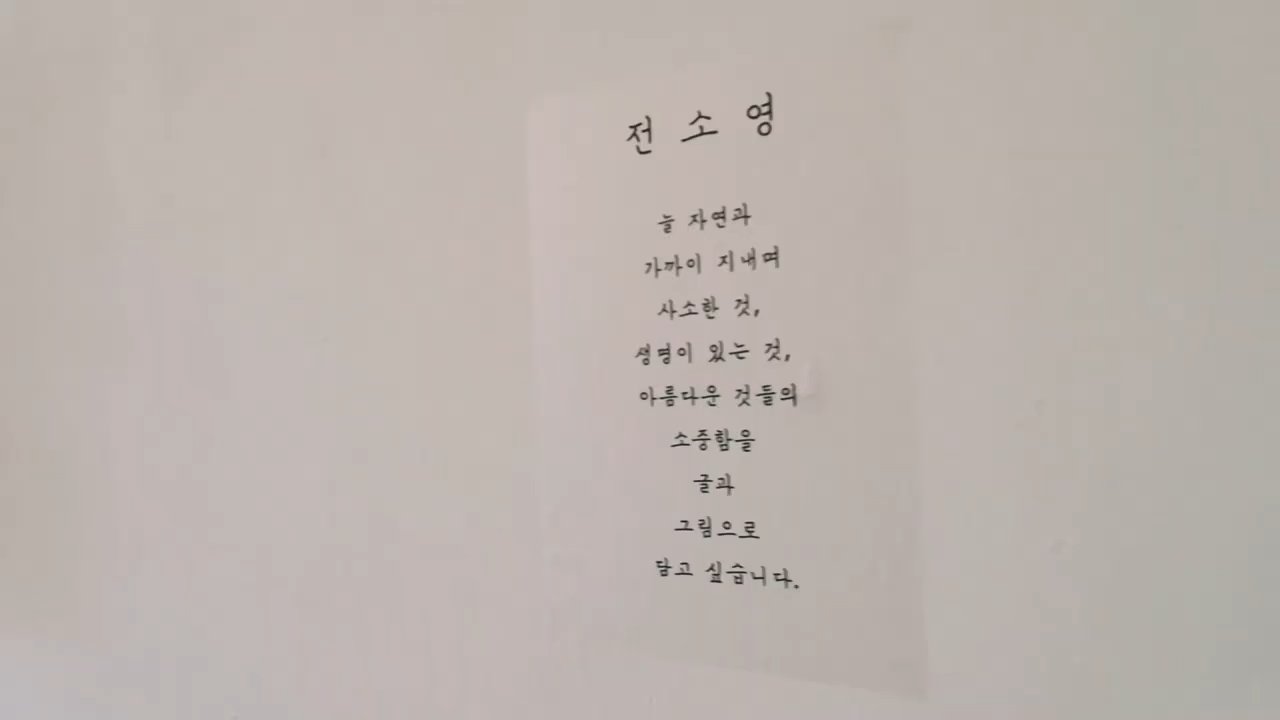 전소영
늘 자연과
가까이 지내며
사소한 것,
생명이 있는 것,
아름다운 것들의
소중함을
글과
그림으로
담고 싶습니다.